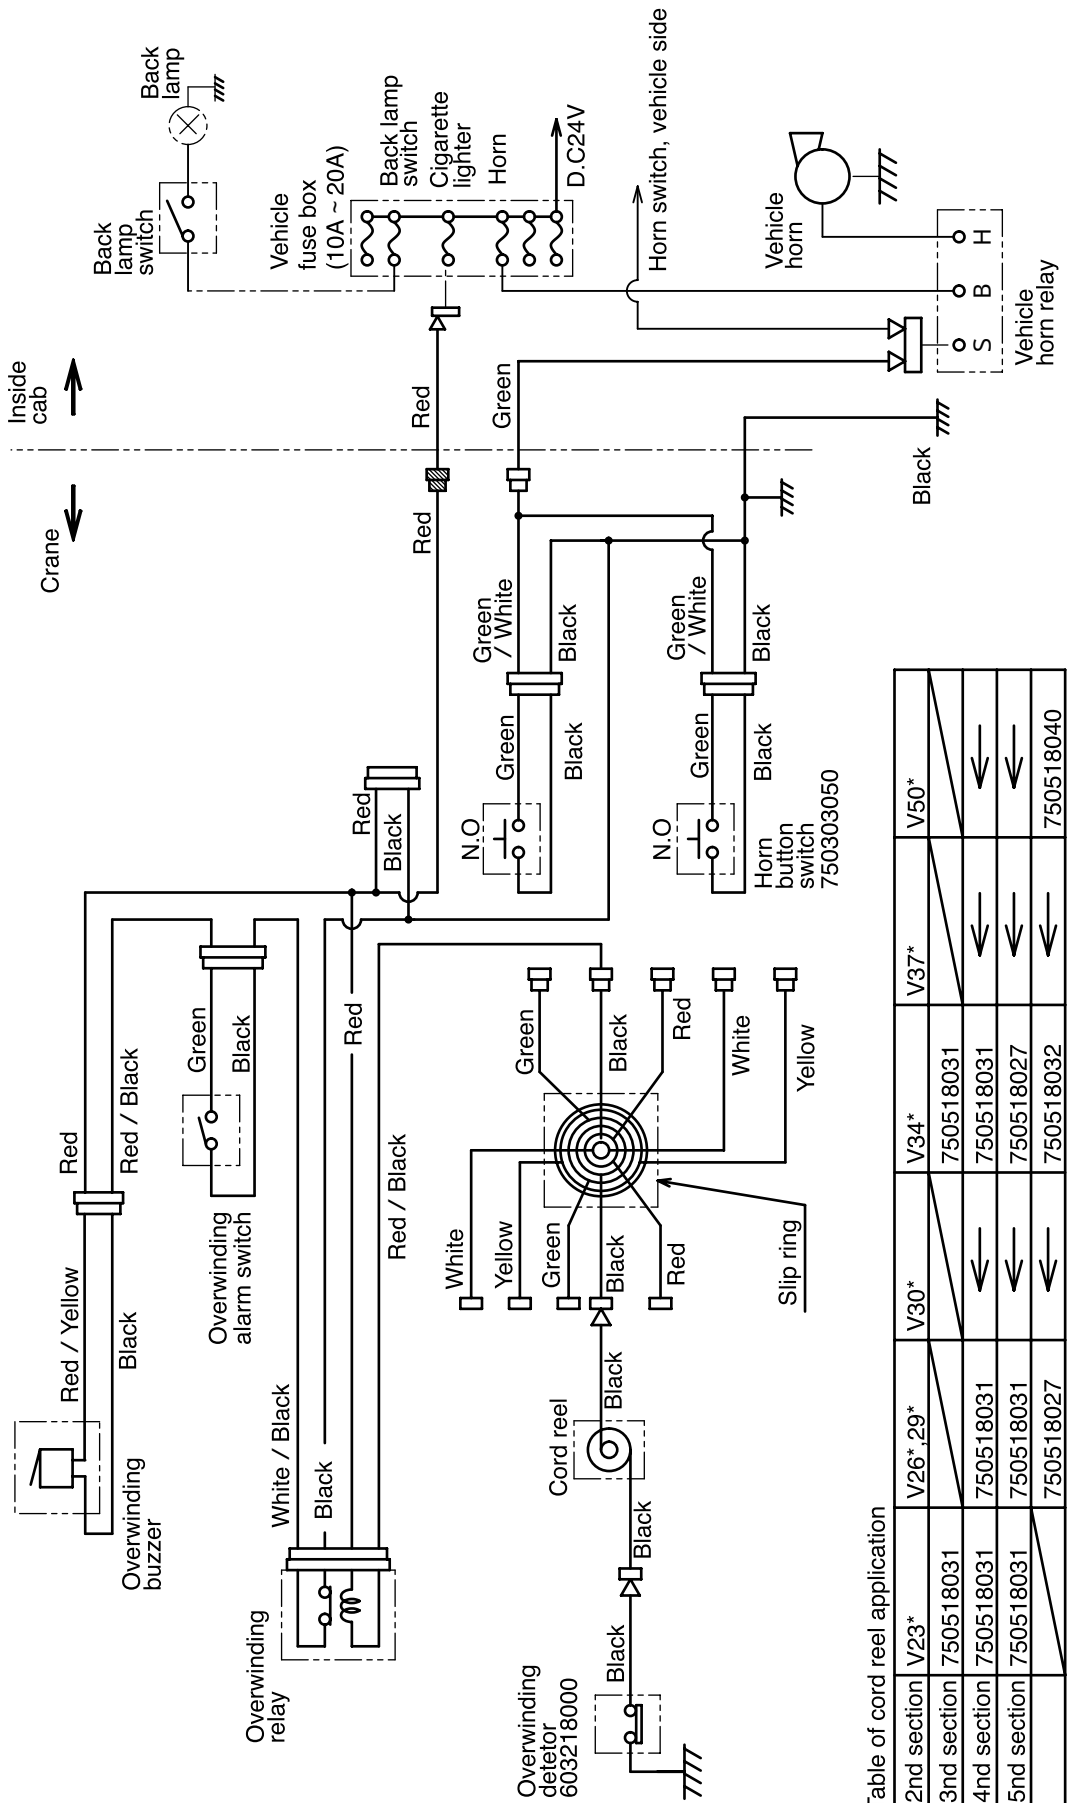 Crane
Inside
cab
Overwinding
buzzer
Red / Yellow
Black
Red
Red / Black
Back
lamp
switch
Back
lamp
Overwinding
alarm switch
Green
Black
Overwinding
relay
White / Black
Black
Red
Red / Black
Red
Black
Red
Red
Vehicle
fuse box
(10A ~ 20A)
Back lamp
switch
Cigarette
lighter
Horn
D.C24V
White
Yellow
Green
Black
Red
Green
Black
Red
White
Yellow
Slip ring
N.O
Green
Black
Green
/ White
Black
Green
Horn switch, vehicle side
Overwinding
detetor
603218000
Black
Black
Cord reel
Black
N.O
Horn
button
switch
750303050
Green
Black
Green
/ White
Black
Black
Vehicle
horn
S B H
Vehicle
horn relay
Table of cord reel application
2nd section V23* V26*,29* V30* V34* V37* V50*
3nd section 750518031 750518031
4nd section 750518031 750518031 ← 750518031 ← ←
5nd section 750518031 750518031 ← 750518027 ← ←
750518027 ← 750518032 ← 750518040